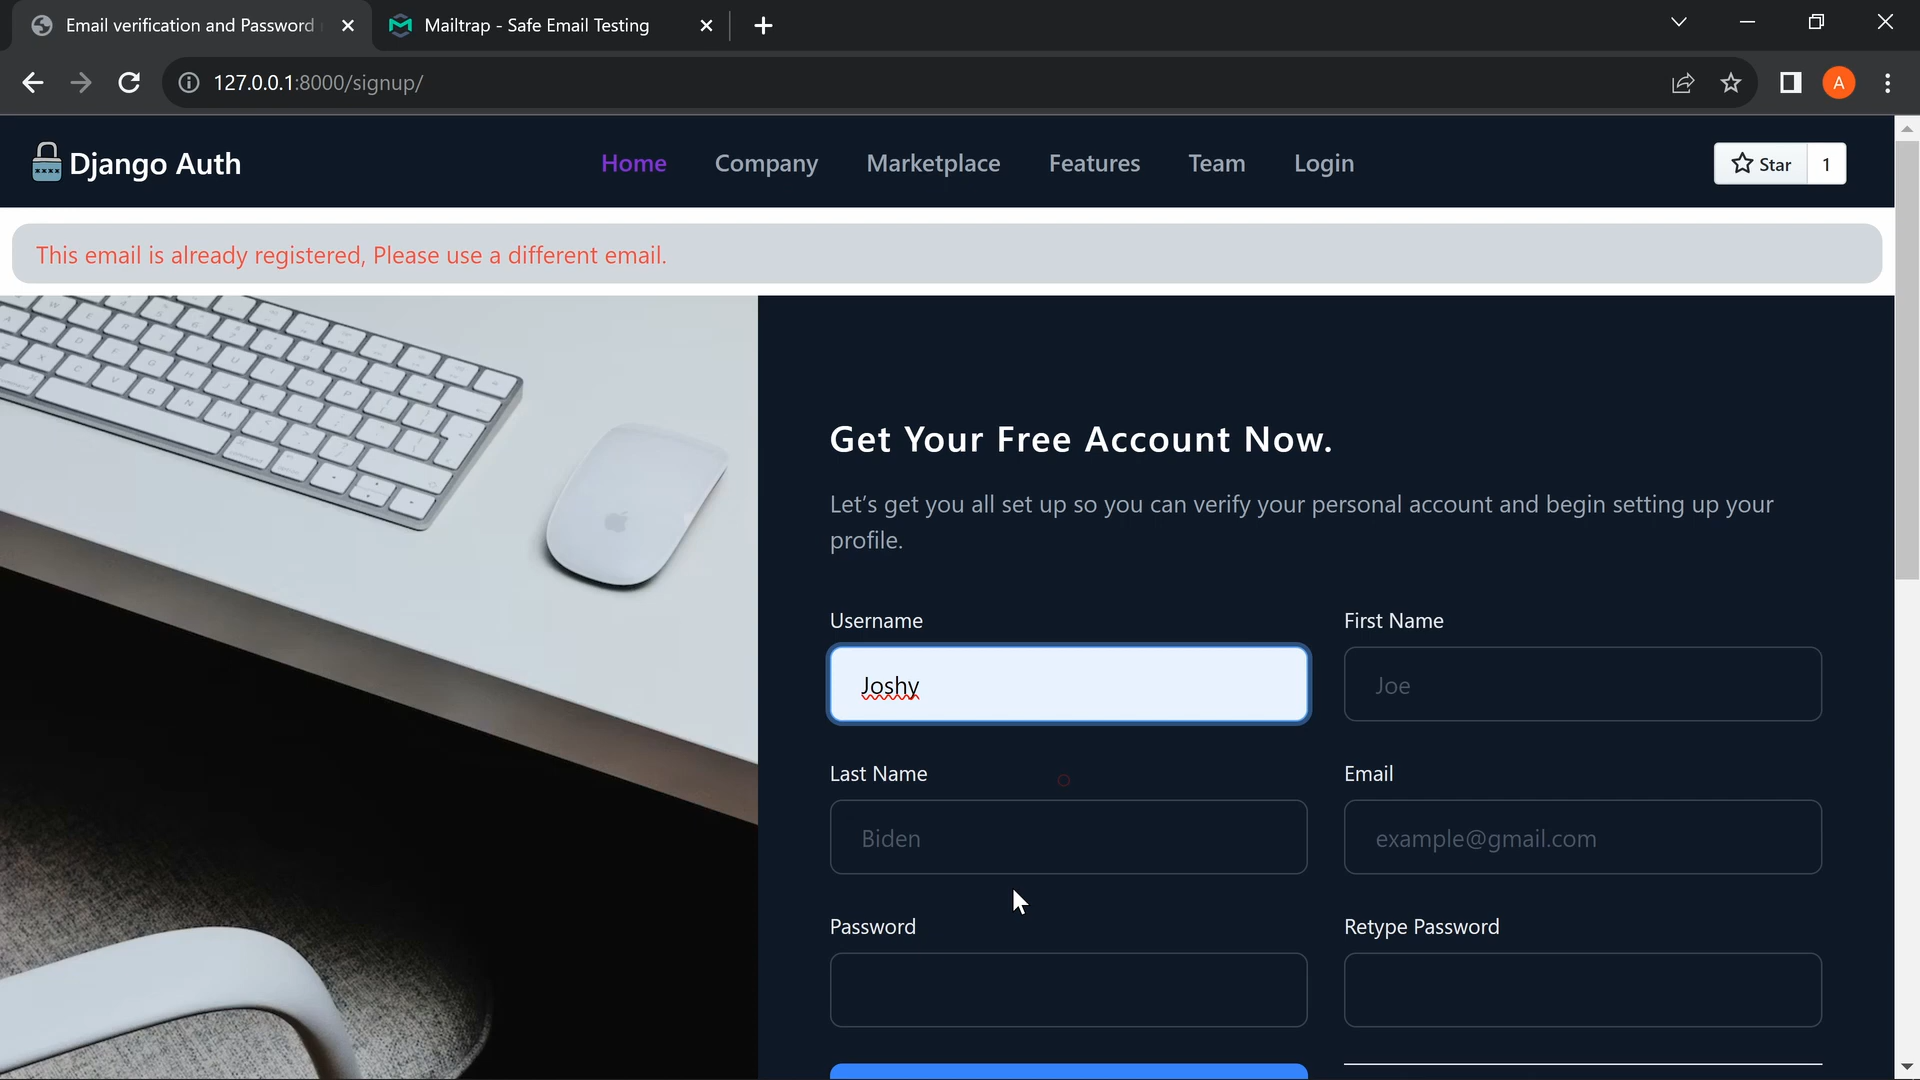 Email verification and Password
Mailtrap - Safe Email Testing
127.0.0.1:8000/signup/
A
Django Auth
Home
Company
Marketplace
Features
Team
Login
Star
1
This email is already registered, Please use a different email.
Get Your Free Account Now.
Let's get you all set up so you can verify your personal account and begin setting up your
profile.
Username
First Name
Joshy
Joe
Last Name
Email
Biden
example@gmail.com
Password
Retype Password